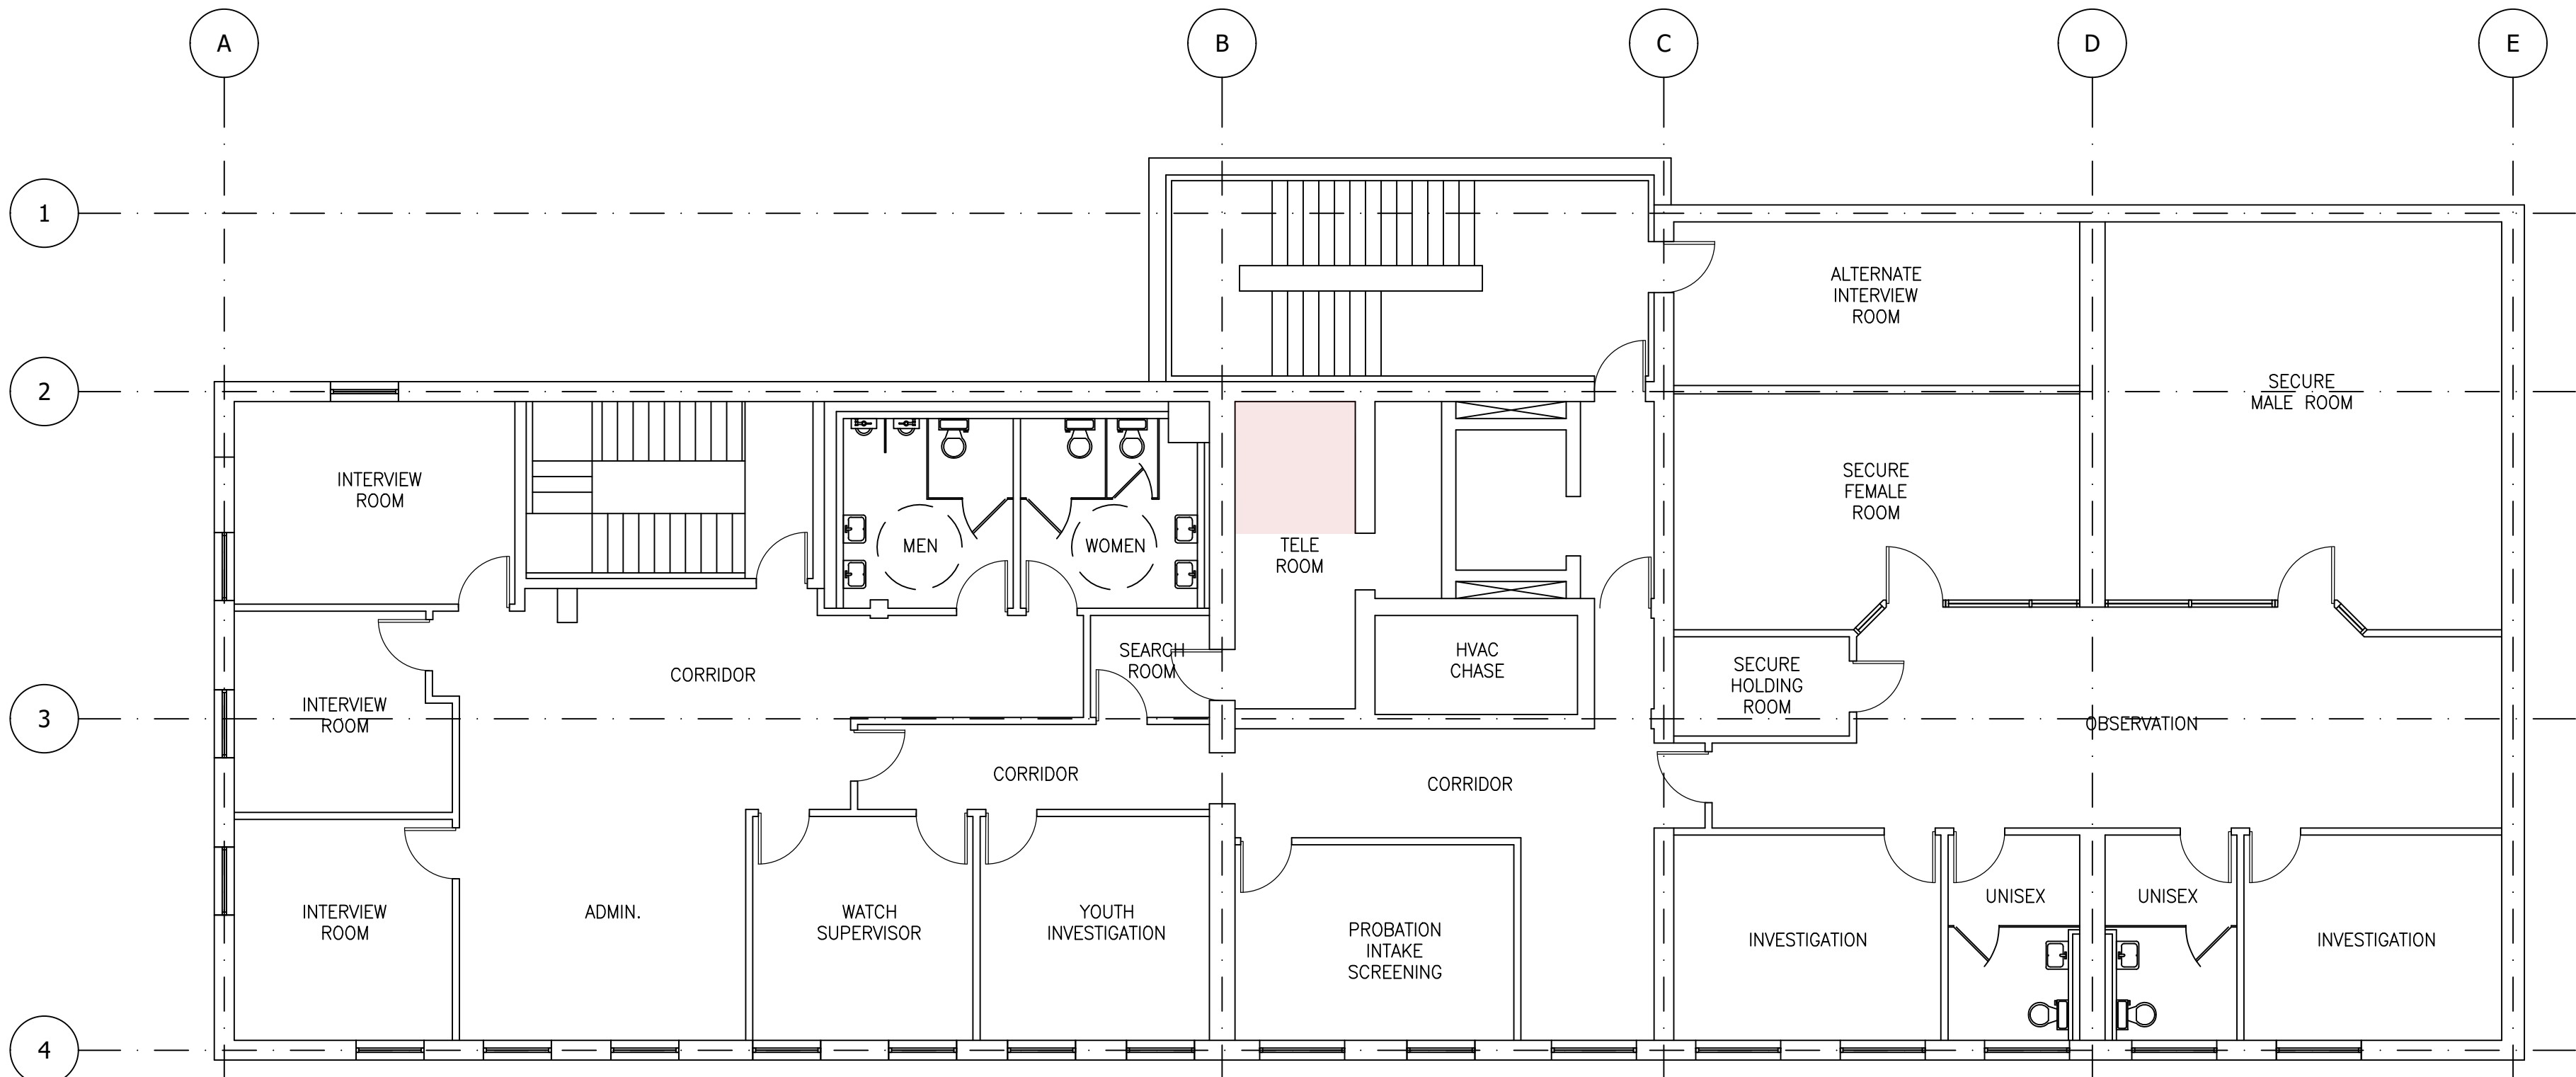 A
B
C
D
E
1
2
3
4
ALTERNATE
INTERVIEW
ROOM
SECURE
MALE ROOM
INTERVIEW
ROOM
SECURE
FEMALE
ROOM
MEN
WOMEN
TELE
ROOM
CORRIDOR
SEARCH
ROOM
HVAC
CHASE
SECURE
HOLDING
ROOM
INTERVIEW
ROOM
OBSERVATION
CORRIDOR
CORRIDOR
INTERVIEW
ROOM
ADMIN.
WATCH
SUPERVISOR
YOUTH
INVESTIGATION
PROBATION
INTAKE
SCREENING
INVESTIGATION
UNISEX
UNISEX
INVESTIGATION